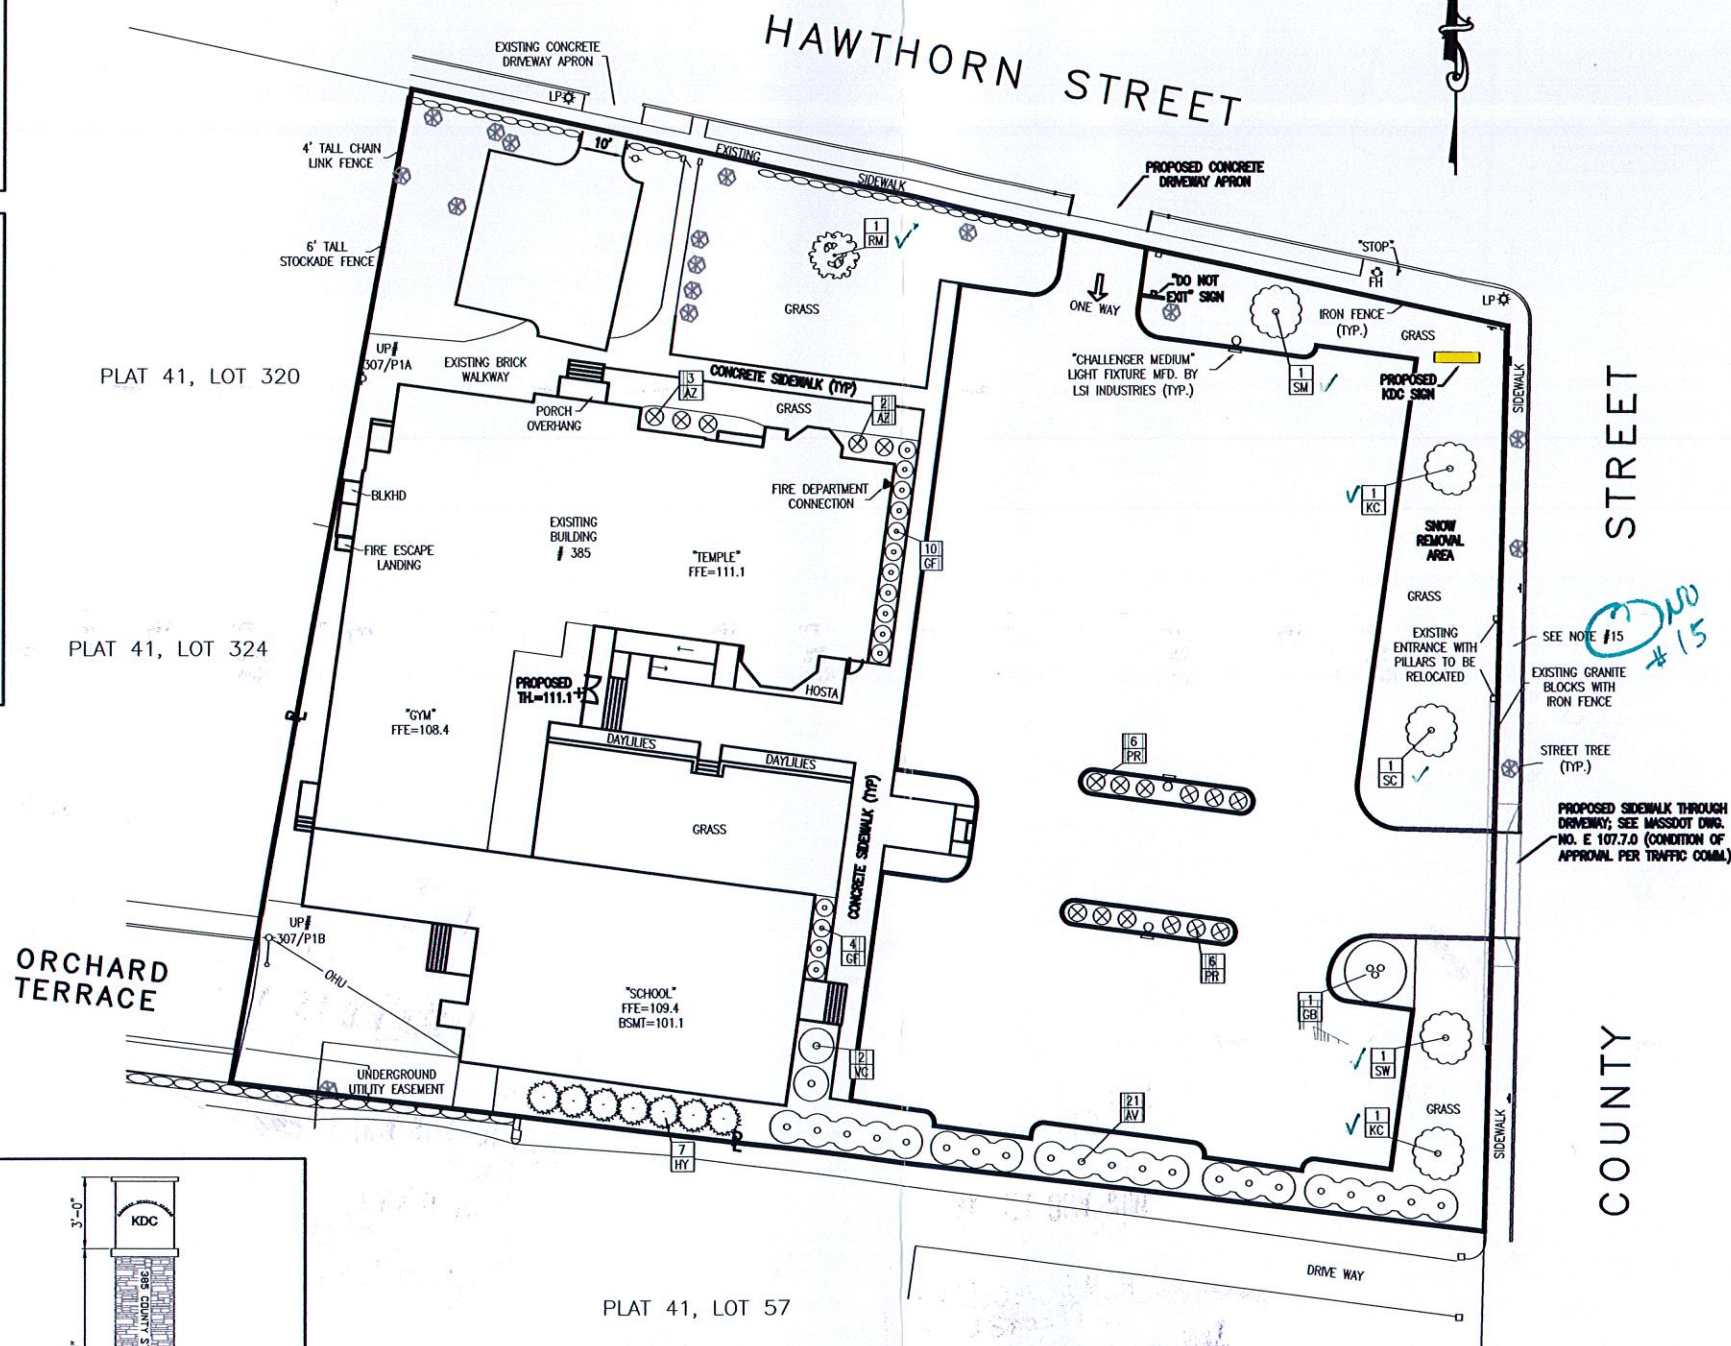 HAWTHORN STREET
EXISTING CONCRETE
DRIVEWAY APRON
LP
4' TALL CHAIN
LINK FENCE
10'
EXISTING
SIDEWALK
PROPOSED CONCRETE
DRIVEWAY APRON
6' TALL
STOCKADE FENCE
1
RM
GRASS
"STOP"
FH
LP
"DO NOT
EXIT" SIGN
ONE WAY
IRON FENCE
(TYP.)
GRASS
UP#
307/P1A
EXISTING BRICK
WALKWAY
"CHALLENGER MEDIUM"
LIGHT FIXTURE MFD. BY
LSI INDUSTRIES (TYP.)
1
SM
PROPOSED
KDC SIGN
SIDEWALK
PLAT 41, LOT 320
CONCRETE SIDEWALK (TYP)
3
AZ
PORCH
OVERHANG
GRASS
2
AZ
STREET
BLKHD
FIRE DEPARTMENT
CONNECTION
1
KC
EXISITING
BUILDING
# 385
"TEMPLE"
FFE=111.1
10
GF
SNOW
REMOVAL
AREA
FIRE ESCAPE
LANDING
GRASS
PLAT 41, LOT 324
EXISTING
ENTRANCE WITH
PILLARS TO BE
RELOCATED
SEE NOTE #15
NO
#15
EXISTING GRANITE
BLOCKS WITH
IRON FENCE
PROPOSED
TH.=111.1
HOSTA
"GYM"
FFE=108.4
DAYLILIES
DAYLILIES
6
PR
1
SC
STREET TREE
(TYP.)
GRASS
CONCRETE SIDEWALK (TYP)
PROPOSED SIDEWALK THROUGH
DRIVEWAY; SEE MASSDOT DWG.
NO. E 107.7.0 (CONDITION OF
APPROVAL PER TRAFFIC COMM.)
UP#
307/P1B
OHU
4
GF
6
PR
ORCHARD
TERRACE
"SCHOOL"
FFE=109.4
BSMT=101.1
1
GB
1
SW
UNDERGROUND
UTILITY EASEMENT
2
VC
21
AV
GRASS
1
KC
7
HY
SIDEWALK
COUNTY
3'-0"
KDC
385 COUNTY S
DRIVE WAY
PLAT 41, LOT 57